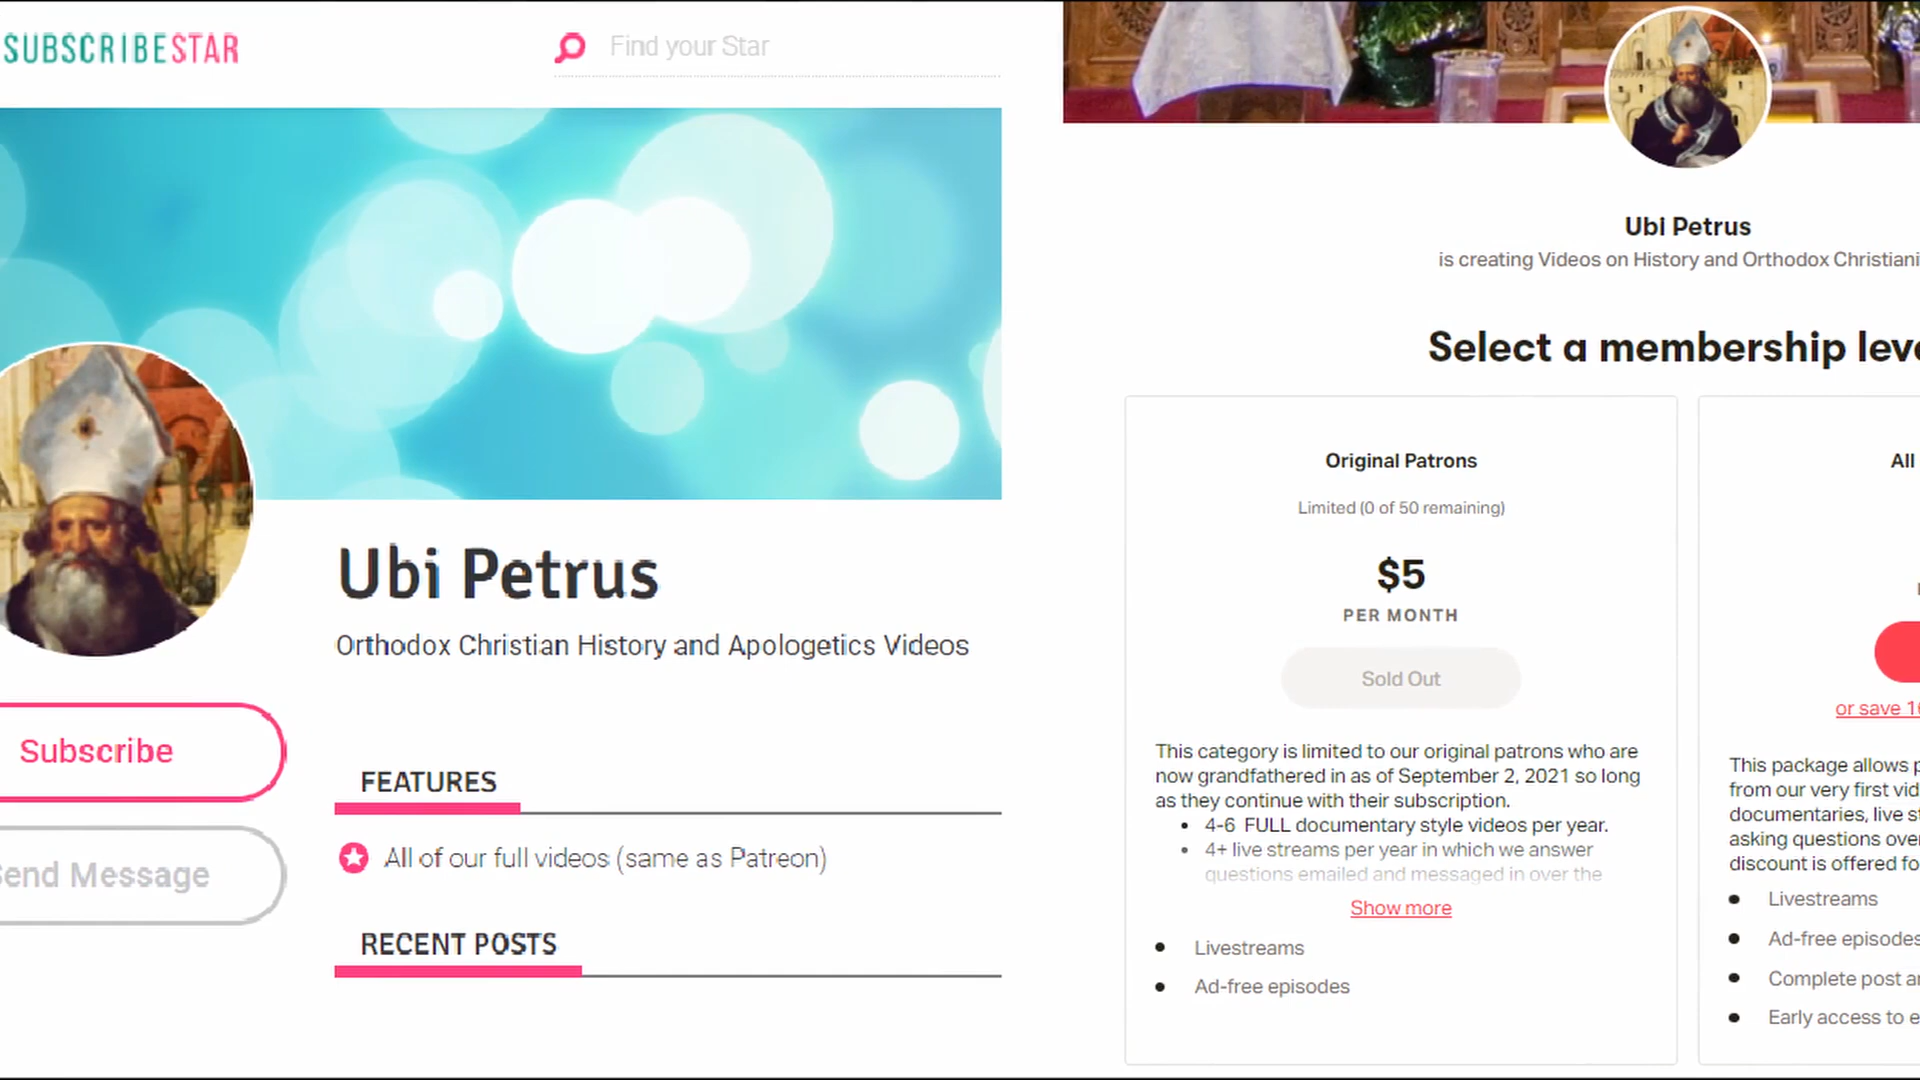 SUBSCRIBESTAR
Find your Star
Ubi Petrus
Orthodox Christian History and Apologetics Videos
Subscribe
Send Message
FEATURES
All of our full videos (same as Patreon)
RECENT POSTS
Ubi Petrus
is creating Videos on History and Orthodox Christiani
Select a membership leve
Original Patrons
Limited (0 of 50 remaining)
$5
PER MONTH
Sold Out
This category is limited to our original patrons who are
now grandfathered in as of September 2, 2021 so long
as they continue with their subscription.
4-6 FULL documentary style videos per year.
4+ live streams per year in which we answer
questions emailed and messaged in over the
Show more
Livestreams
Ad-free episodes
All
or save 16
This package allows p
from our very first vid
documentaries, live st
asking questions over
discount is offered fo
Livestreams
Ad-free episodes
Complete post a
Early access to e